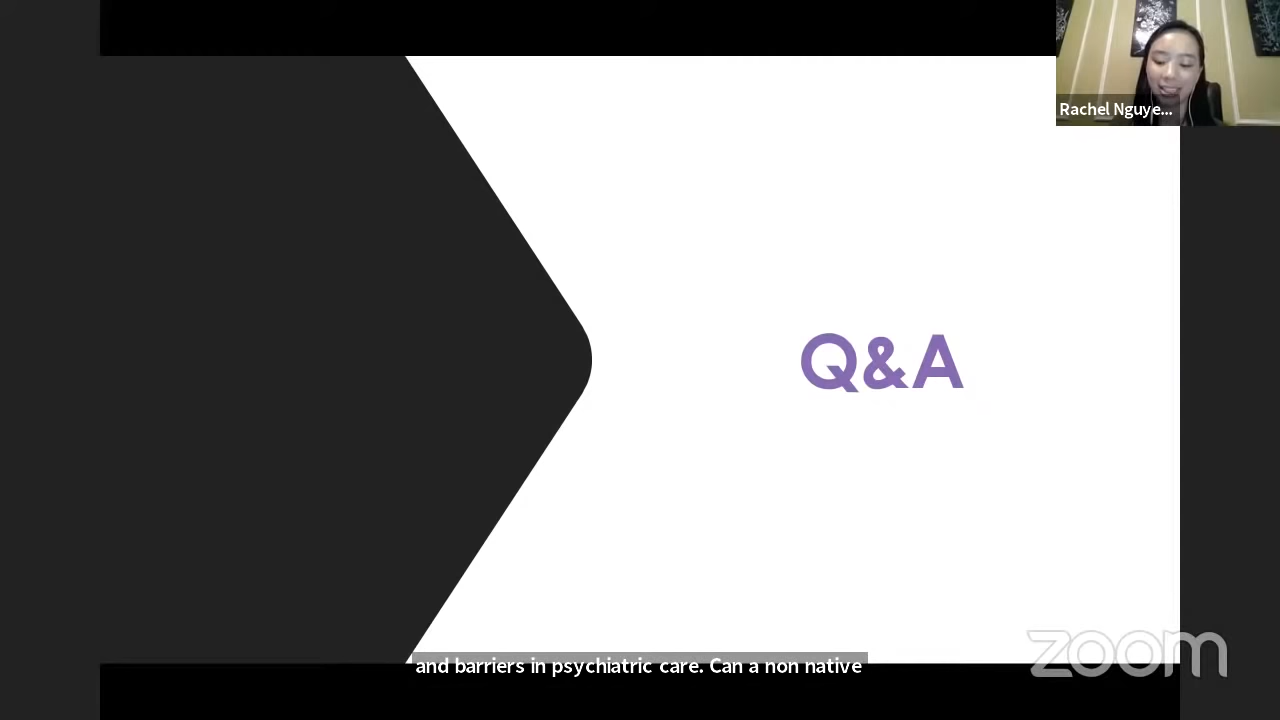 Rachel Nguye...
Q&A
zoom
and barriers in psychiatric care. Can a non native